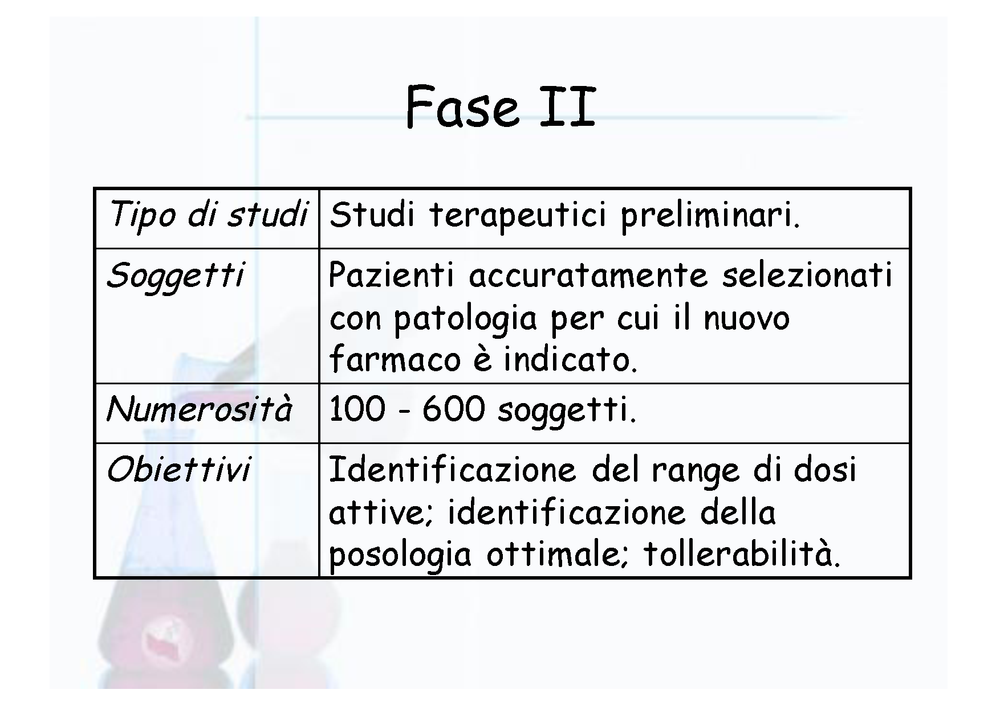 Fase II
Tipo di studi
Studi terapeutici preliminari.
Soggetti
Pazienti accuratamente selezionati
con patologia per cui il nuovo
farmaco è indicato.
Numerosità
100 - 600 soggetti.
Obiettivi
Identificazione del range di dosi
attive; identificazione della
posologia ottimale; tollerabilità.